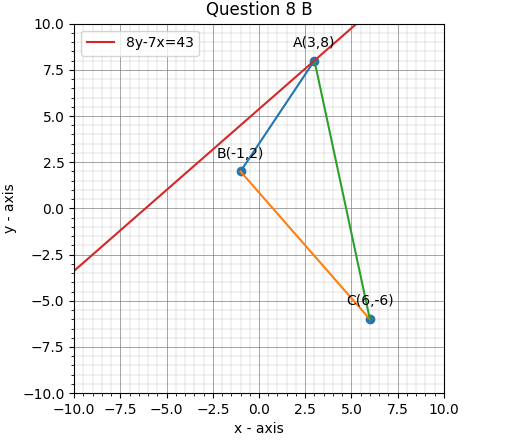 Question 8 B
8y-7x=43
A(3,8)
B(-1,2)
C(6,-6)
10.0
7.5
5.0
2.5
0.0
−2.5
−5.0
−7.5
−10.0
y - axis
−10.0 −7.5 −5.0 −2.5 0.0 2.5 5.0 7.5 10.0
x - axis